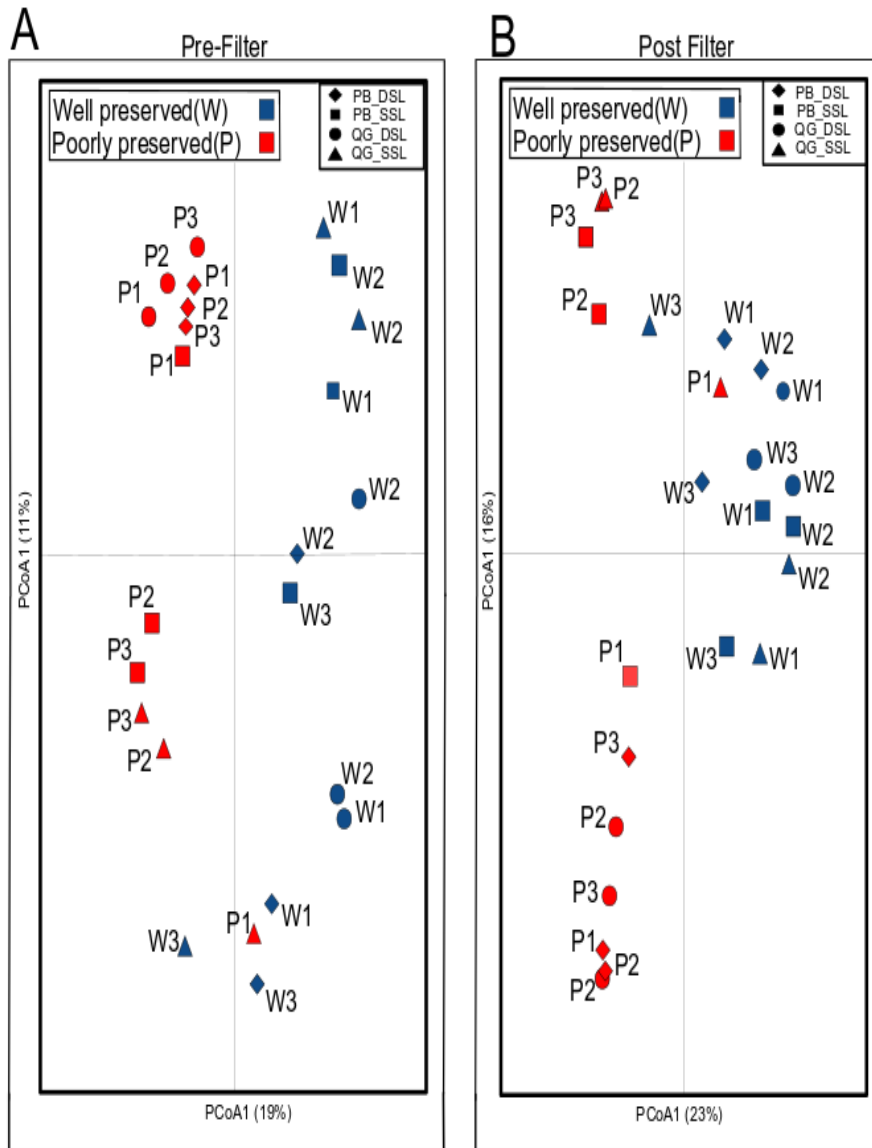 A
Pre-Filter
Well preserved(W)
Poorly preserved(P)
PB_DSL
PB_SSL
QG_DSL
QG_SSL
P3
W1
P2
P1
W2
P1
P2
W2
P3
P1
W1
W2
W2
W3
P2
P3
P3
P2
W2
W1
W1
P1
W3
W3
PCoA1 (11%)
PCoA1 (19%)
B
Post Filter
Well preserved(W)
Poorly preserved(P)
PB_DSL
PB_SSL
QG_DSL
QG_SSL
P3
P2
P3
P2
W3
W1
W2
P1
W1
W3
W3
W2
W1
W2
W2
P1
W3
W1
P3
P2
P3
P1
P2
P2
PCoA1 (16%)
PCoA1 (23%)